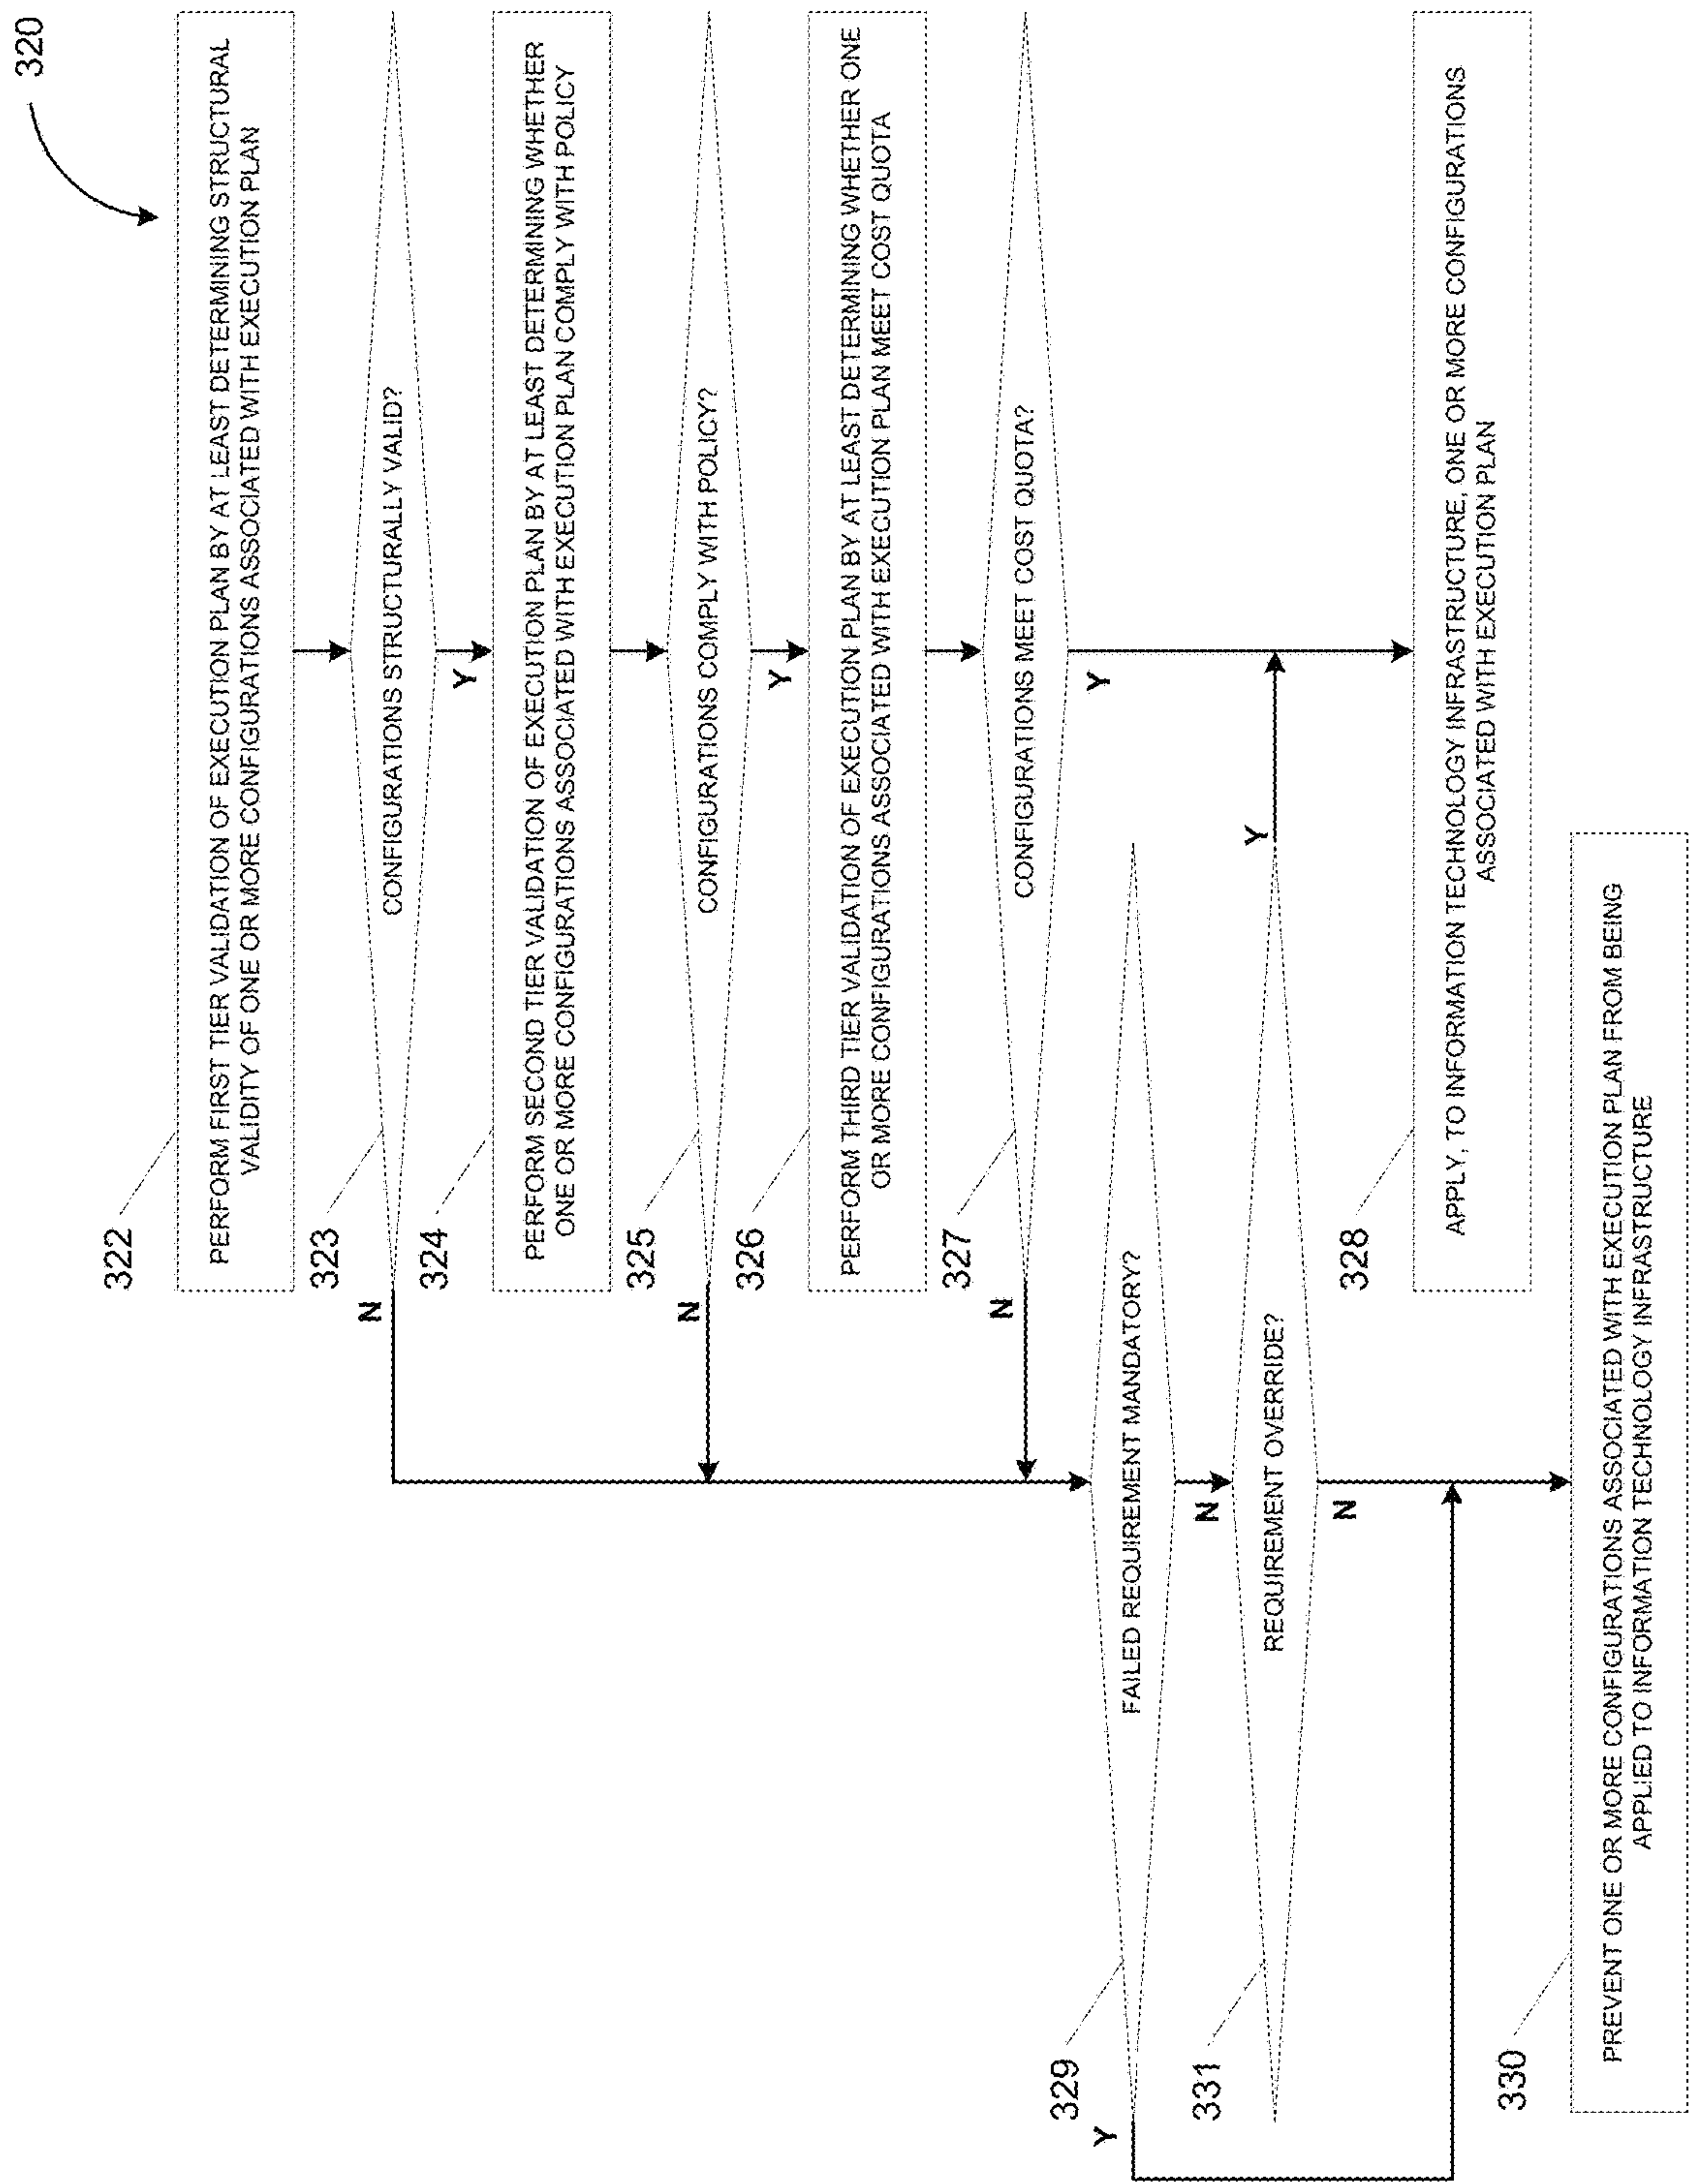 320
322
PERFORM FIRST TIER VALIDATION OF EXECUTION PLAN BY AT LEAST DETERMINING STRUCTURAL
VALIDITY OF ONE OR MORE CONFIGURATIONS ASSOCIATED WITH EXECUTION PLAN
323
CONFIGURATIONS STRUCTURALLY VALID?
N
Y
324
PERFORM SECOND TIER VALIDATION OF EXECUTION PLAN BY AT LEAST DETERMINING WHETHER
ONE OR MORE CONFIGURATIONS ASSOCIATED WITH EXECUTION PLAN COMPLY WITH POLICY
325
CONFIGURATIONS COMPLY WITH POLICY?
N
Y
326
PERFORM THIRD TIER VALIDATION OF EXECUTION PLAN BY AT LEAST DETERMINING WHETHER ONE
OR MORE CONFIGURATIONS ASSOCIATED WITH EXECUTION PLAN MEET COST QUOTA
327
CONFIGURATIONS MEET COST QUOTA?
N
Y
329
FAILED REQUIREMENT MANDATORY?
Y
N
331
REQUIREMENT OVERRIDE?
Y
N
328
APPLY, TO INFORMATION TECHNOLOGY INFRASTRUCTURE, ONE OR MORE CONFIGURATIONS
ASSOCIATED WITH EXECUTION PLAN
330
PREVENT ONE OR MORE CONFIGURATIONS ASSOCIATED WITH EXECUTION PLAN FROM BEING
APPLIED TO INFORMATION TECHNOLOGY INFRASTRUCTURE